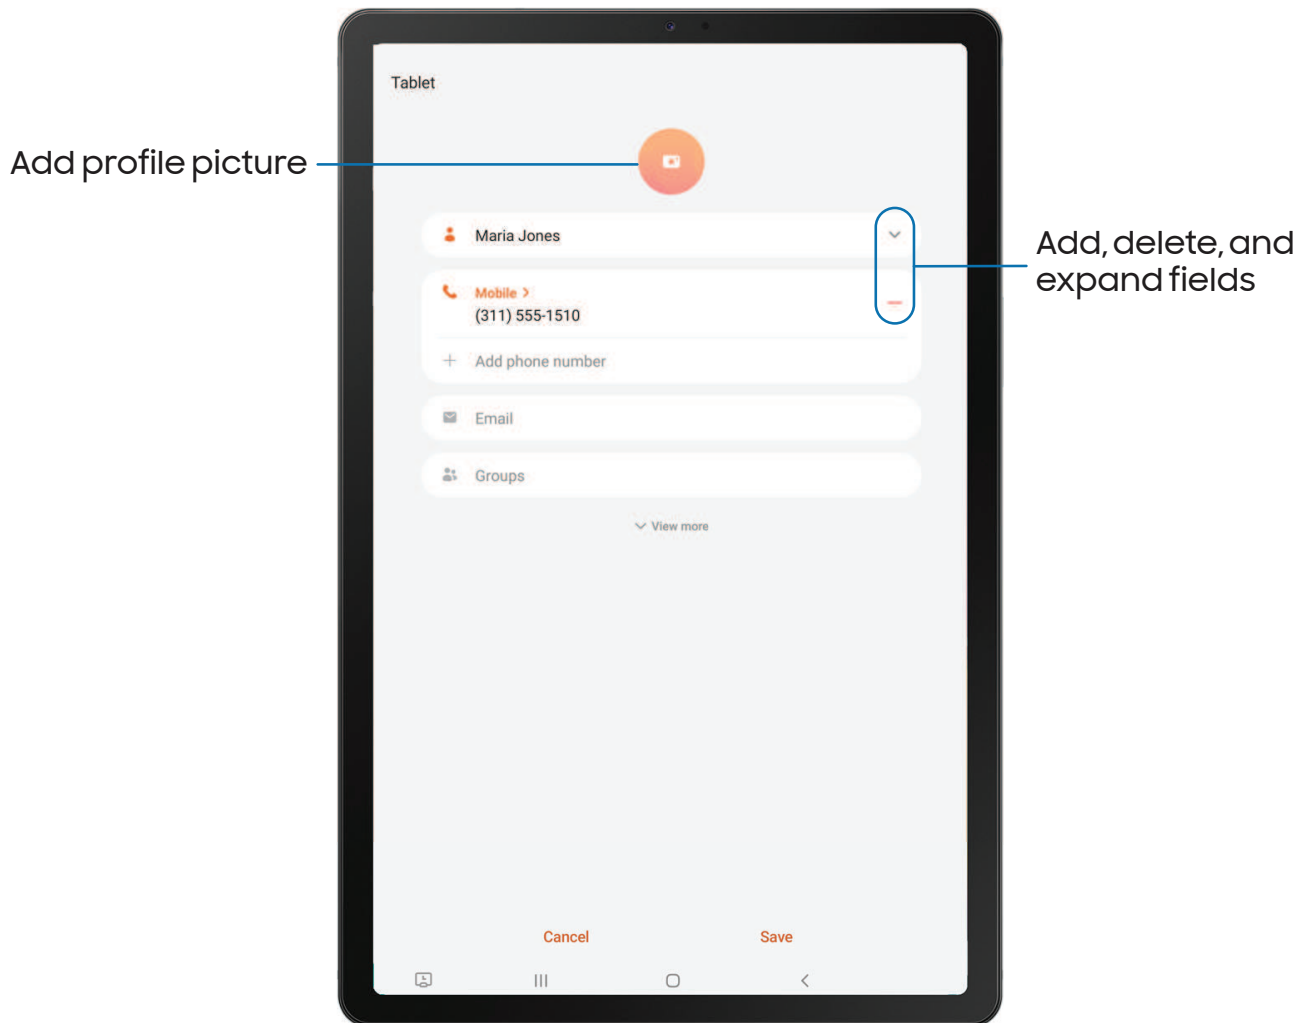 Tablet
Add profile picture
Maria Jones
Add, delete, and
expand fields
Mobile >
(311) 555-1510
+ Add phone number
Email
Groups
View more
Cancel
Save